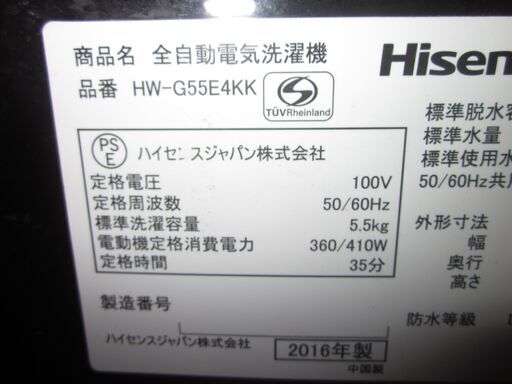 商品名 全自動電気洗濯機
Hisen
品番 HW-G55E4KK
TÜVRheinland
PS
E
ハイセンスジャパン株式会社
定格電圧 100V
定格周波数 50/60Hz
標準洗濯容量 5.5kg
電動機定格消費電力 360/410W
定格時間 35分
標準脱水容
標準水量
標準使用水
50/60Hz共用
外形寸法
幅
奥行
高さ
製造番号
防水等級
ハイセンスジャパン株式会社
2016年製
中国製